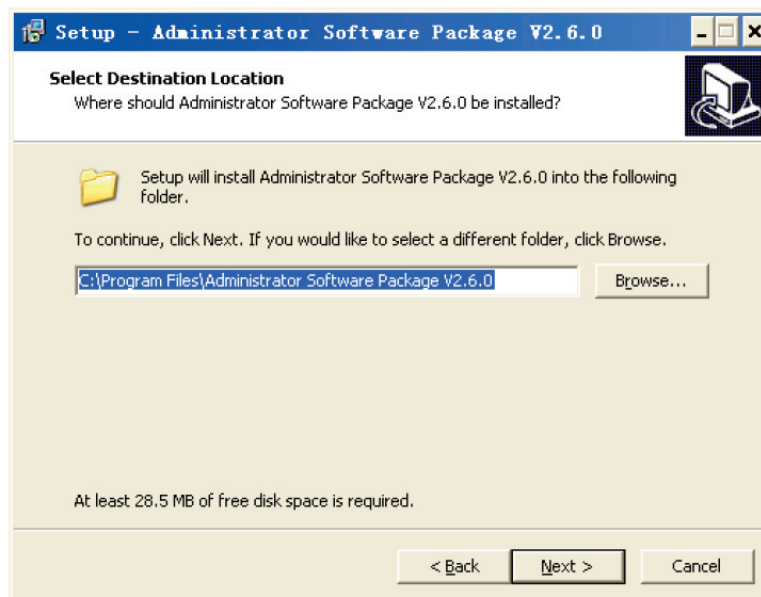 Setup - Administrator Software Package V2.6.0
Select Destination Location
Where should Administrator Software Package V2.6.0 be installed?
Setup will install Administrator Software Package V2.6.0 into the following
folder.
To continue, click Next. If you would like to select a different folder, click Browse.
C:\Program Files\Administrator Software Package V2.6.0
Browse...
At least 28.5 MB of free disk space is required.
< Back
Next >
Cancel